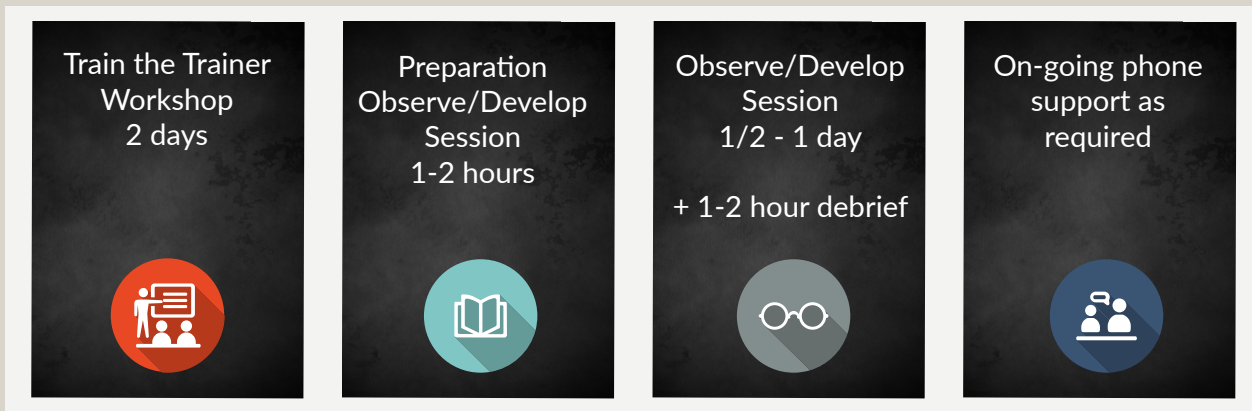 Train the Trainer
Workshop
2 days
Preparation
Observe/Develop
Session
1-2 hours
Observe/Develop
Session
1/2 - 1 day
+ 1-2 hour debrief
On-going phone
support as
required